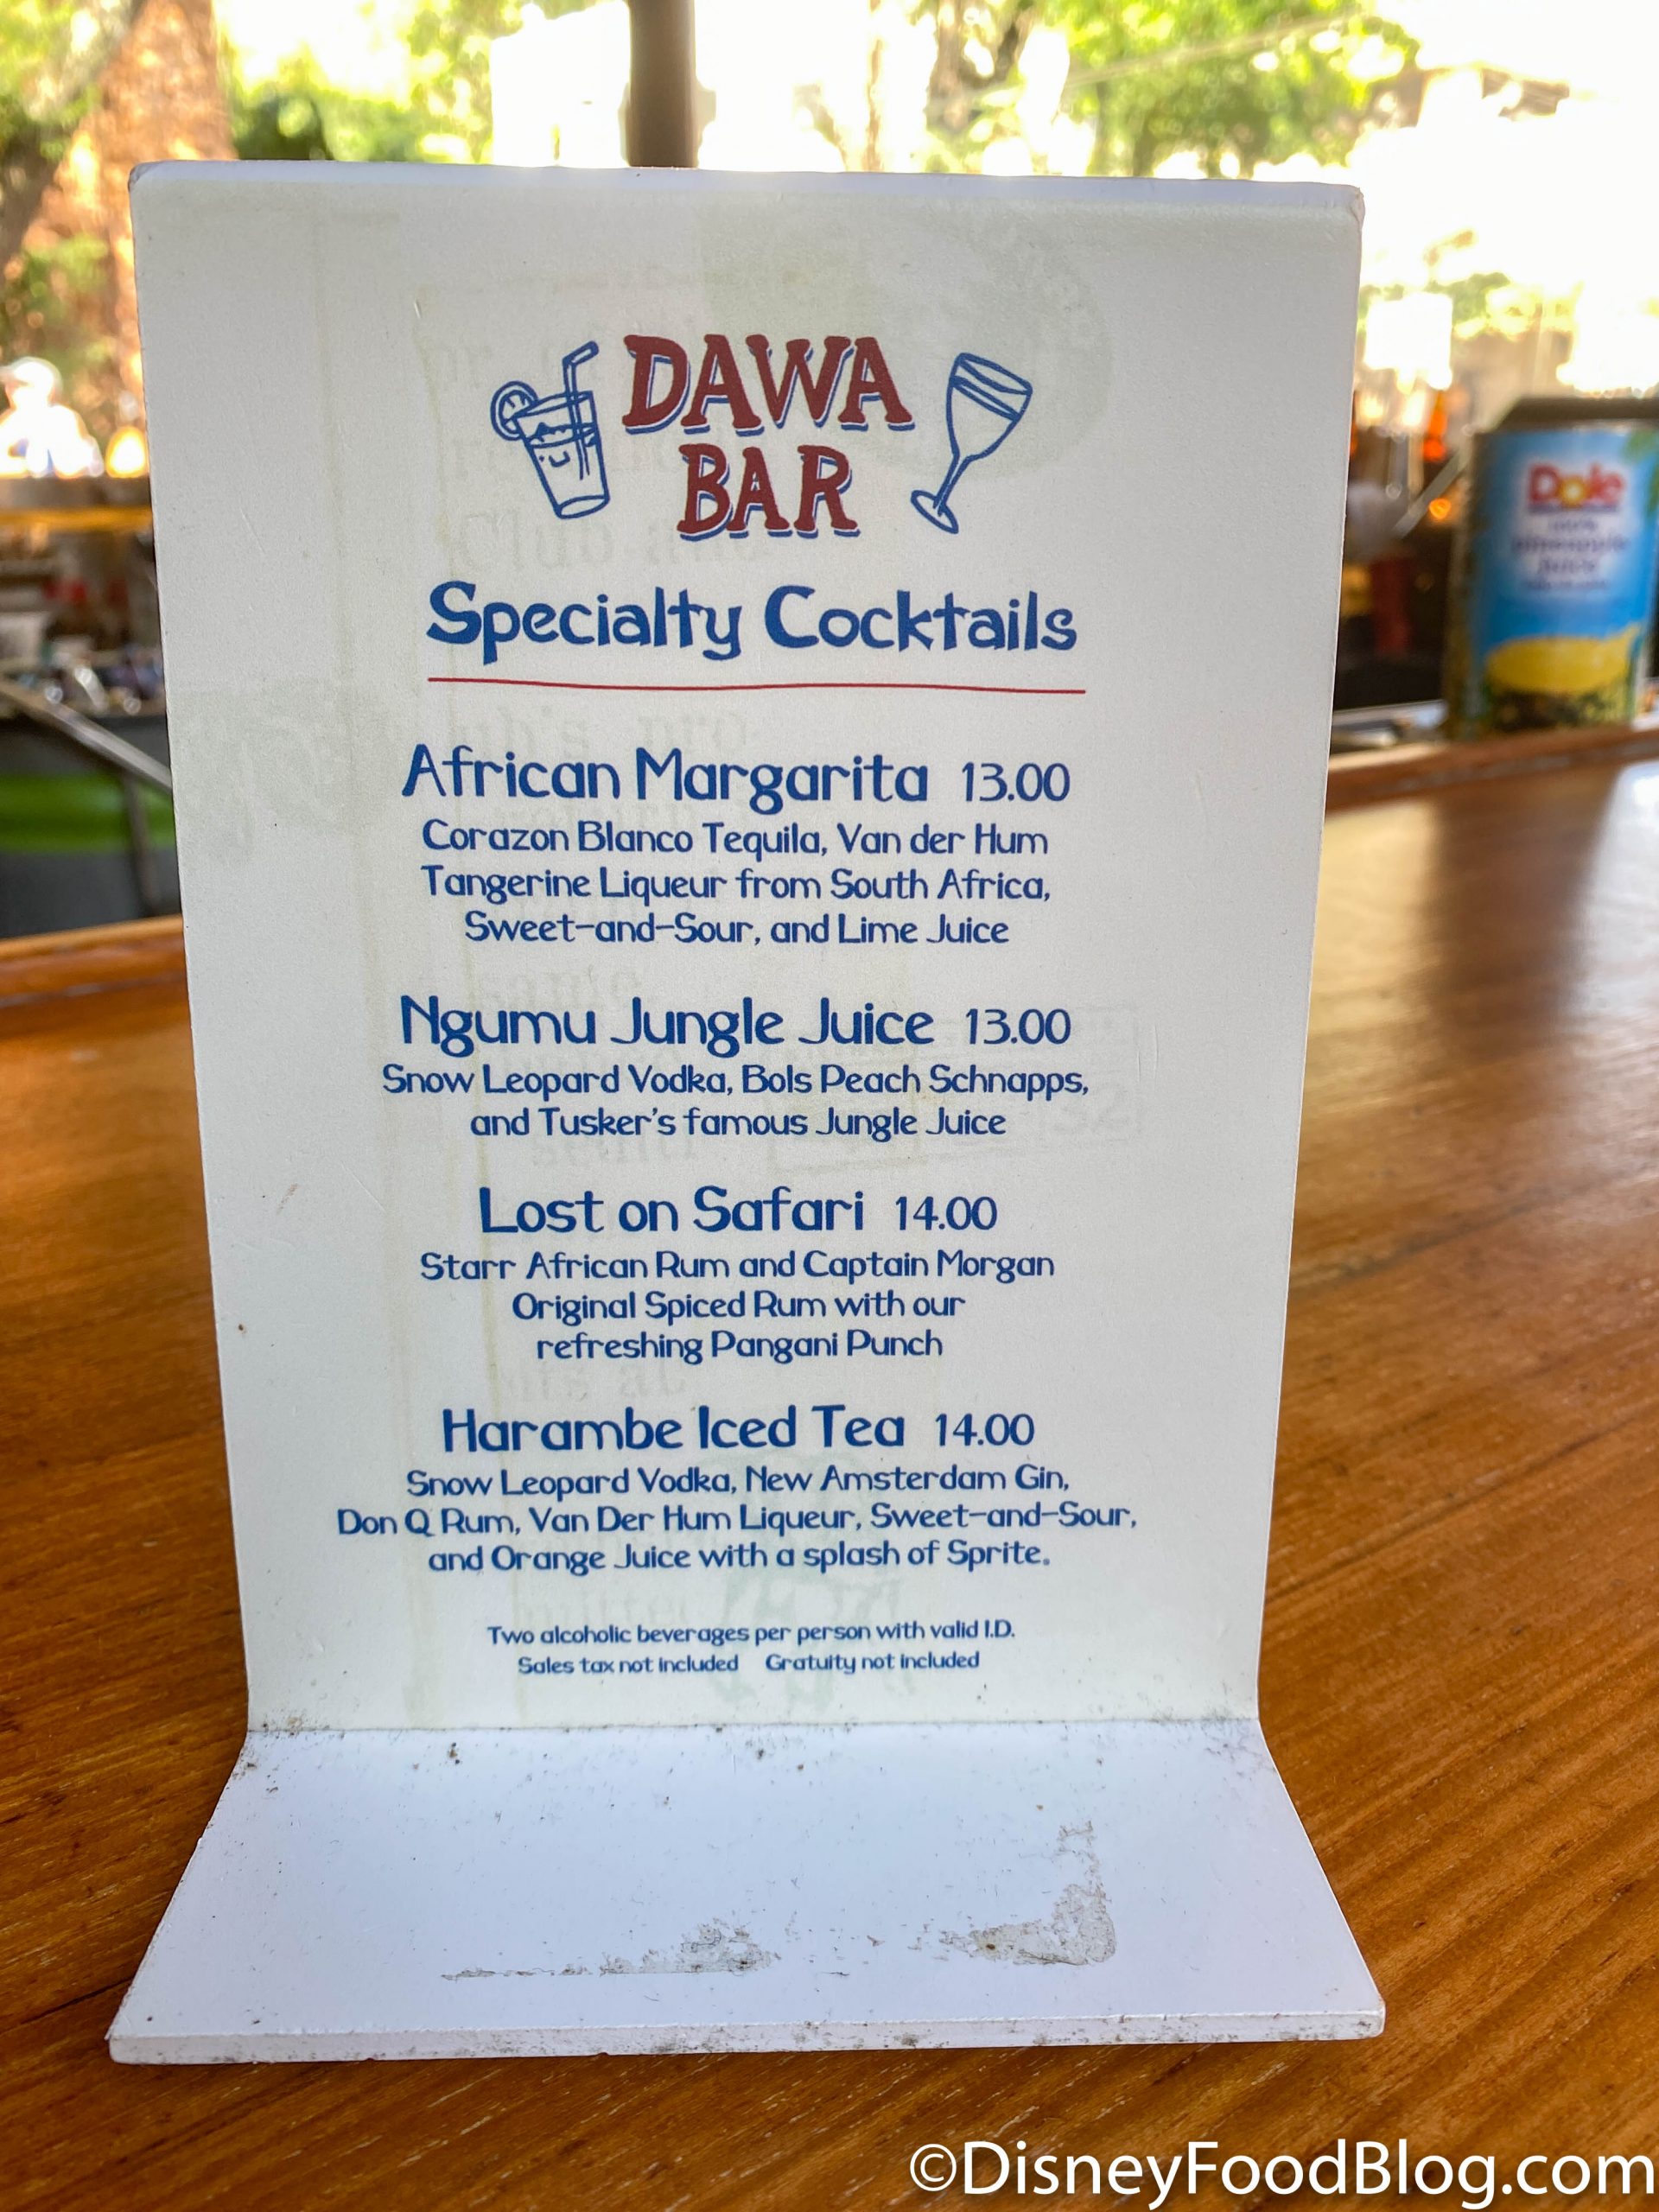 DAWA
BAR
Specialty Cocktails
African Margarita 13.00
Corazon Blanco Tequila, Van der Hum
Tangerine Liqueur from South Africa,
Sweet-and-Sour, and Lime Juice
Ngumu Jungle Juice 13.00
Snow Leopard Vodka, Bols Peach Schnapps,
and Tusker's famous Jungle Juice
Lost on Safari 14.00
Starr African Rum and Captain Morgan
Original Spiced Rum with our
refreshing Pangani Punch
Harambe Iced Tea 14.00
Snow Leopard Vodka, New Amsterdam Gin,
Don Q Rum, Van Der Hum Liqueur, Sweet-and-Sour,
and Orange Juice with a splash of Sprite.
Two alcoholic beverages per person with valid I.D.
Sales tax not included Gratuity not included
Dole
100%
pineapple
juice
©DisneyFoodBlog.com